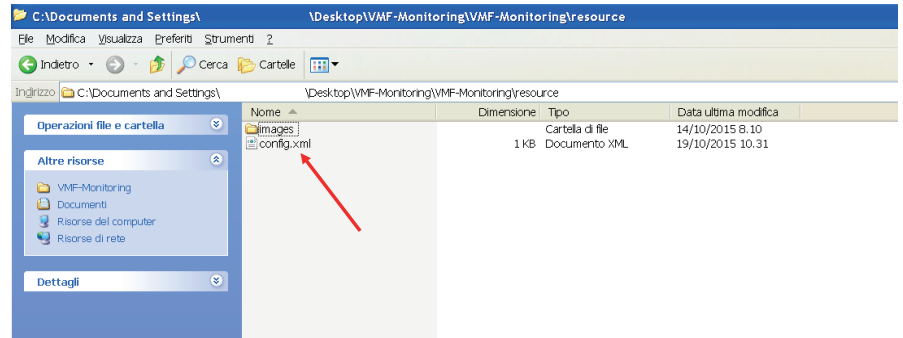 C:\Documents and Settings\ \Desktop\VMF-Monitoring\VMF-Monitoring\resource
File Modifica Visualizza Preferiti Strumenti ?
Indietro Cerca Cartelle
Indirizzo C:\Documents and Settings\ \Desktop\VMF-Monitoring\VMF-Monitoring\resource
Operazioni file e cartella
Altre risorse
VMF-Monitoring
Documenti
Risorse del computer
Risorse di rete
Dettagli
Nome Dimensione Tipo Data ultima modifica
images Cartella di file 14/10/2015 8.10
config.xml 1 KB Documento XML 19/10/2015 10.31